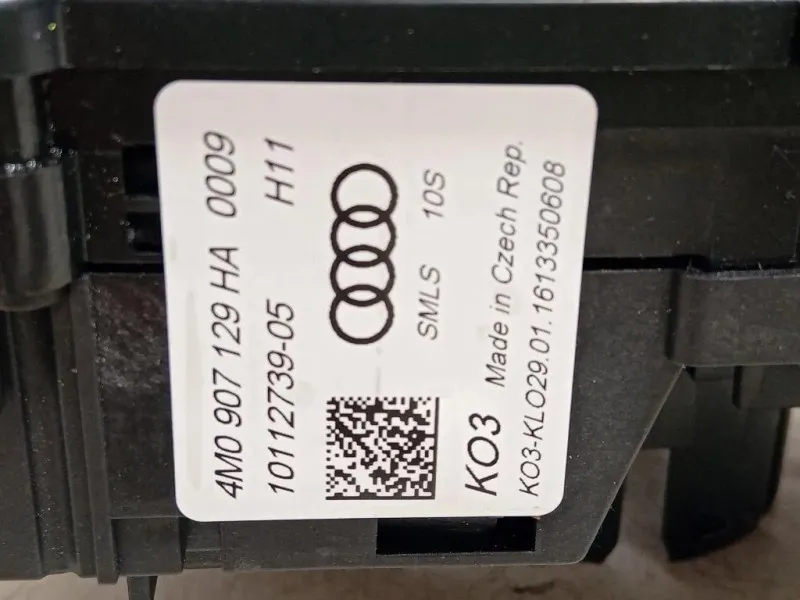 4M0 907 129 HA 0009
10112739-05 H11
SMLS 10S
KO3 Made in Czech Rep.
KO3-KLO29.01.1613350608